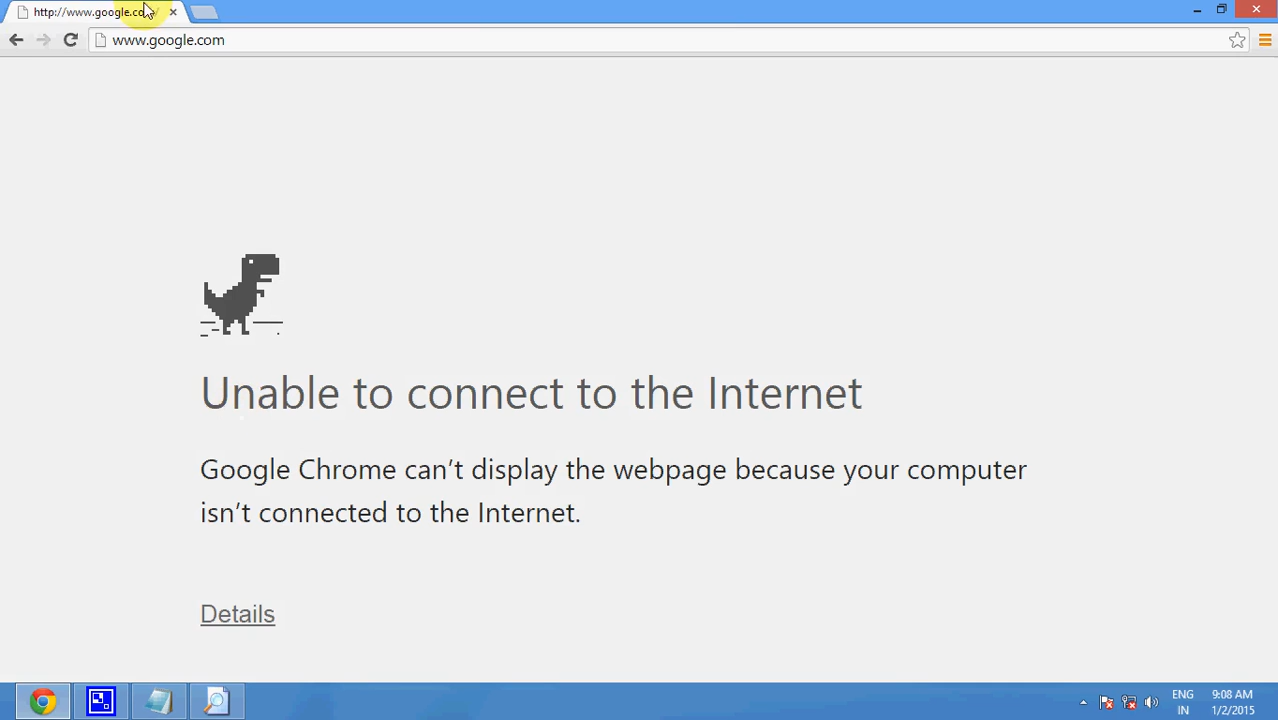 http://www.google.co
www.google.com
Unable to connect to the Internet
Google Chrome can't display the webpage because your computer
isn't connected to the Internet.
Details
ENG 9:08 AM
IN 1/2/2015